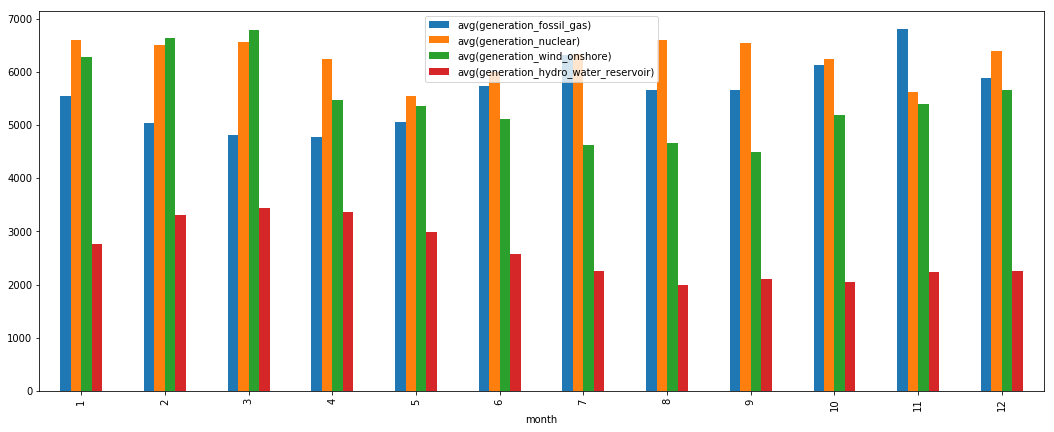 7000
6000
5000
4000
3000
2000
1000
0
avg(generation_fossil_gas)
avg(generation_nuclear)
avg(generation_wind_onshore)
avg(generation_hydro_water_reservoir)
1 2 3 4 5 6 7 8 9 10 11 12
month